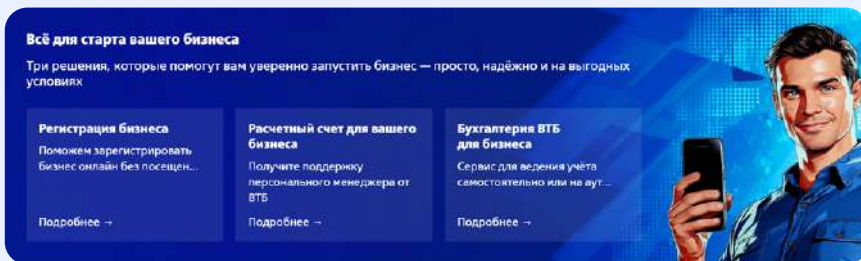 Всё для старта вашего бизнеса
Три решения, которые помогут вам уверенно запустить бизнес — просто, надёжно и на выгодных
условиях
Регистрация бизнеса
Поможем зарегистрировать
бизнес онлайн без посещен...
Подробнее →
Расчетный счет для вашего
бизнеса
Получите поддержку
персонального менеджера от
ВТБ
Подробнее →
Бухгалтерия ВТБ
для бизнеса
Сервис для ведения учёта
самостоятельно или на аут...
Подробнее →